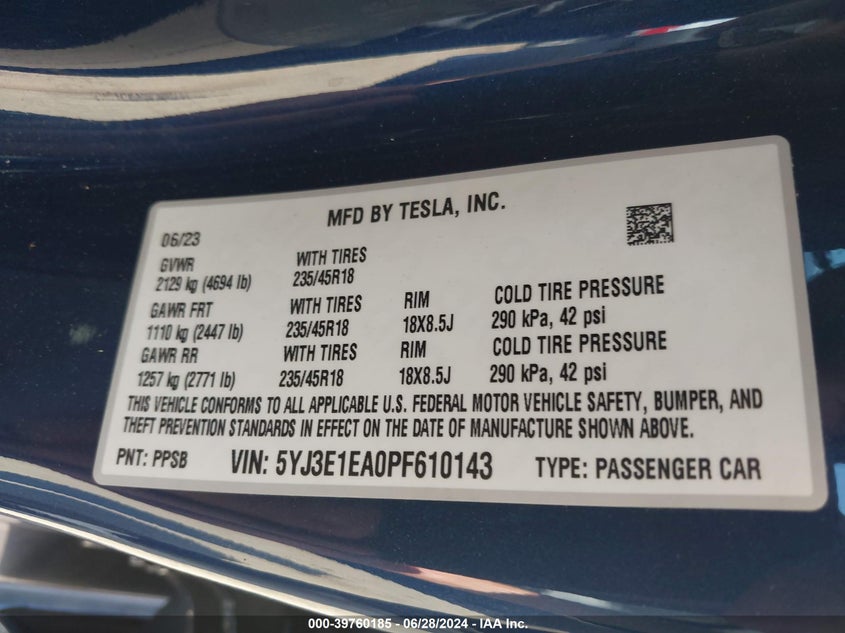 MFD BY TESLA, INC.
06/23
GVWR WITH TIRES
2129 kg (4694 lb) 235/45R18
GAWR FRT WITH TIRES RIM COLD TIRE PRESSURE
1110 kg (2447 lb) 235/45R18 18X8.5J 290 kPa, 42 psi
GAWR RR WITH TIRES RIM COLD TIRE PRESSURE
1257 kg (2771 lb) 235/45R18 18X8.5J 290 kPa, 42 psi
THIS VEHICLE CONFORMS TO ALL APPLICABLE U.S. FEDERAL MOTOR VEHICLE SAFETY, BUMPER, AND
THEFT PREVENTION STANDARDS IN EFFECT ON THE DATE OF MANUFACTURE SHOWN ABOVE.
PNT: PPSB VIN: 5YJ3E1EA0PF610143 TYPE: PASSENGER CAR
000-39760185 - 06/28/2024 - IAA Inc.